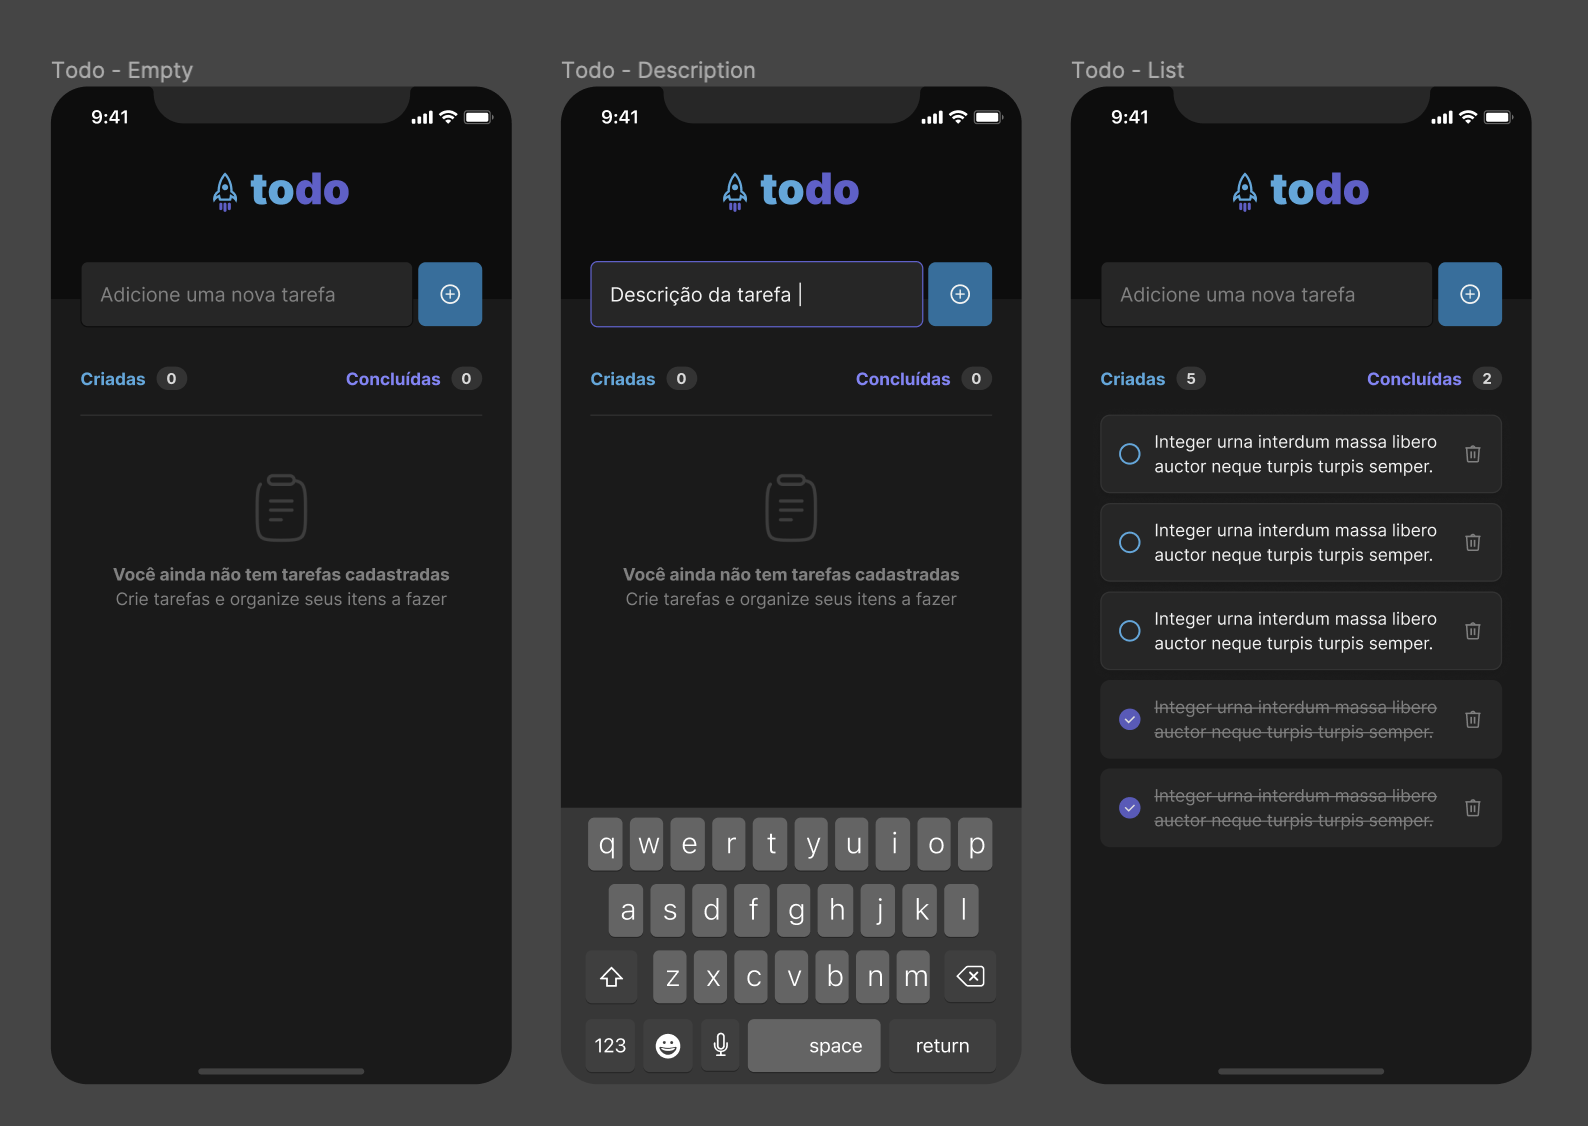 Todo - Empty
9:41
todo
Adicione uma nova tarefa
Criadas 0 Concluídas 0
Você ainda não tem tarefas cadastradas
Crie tarefas e organize seus itens a fazer
Todo - Description
9:41
todo
Descrição da tarefa
Criadas 0 Concluídas 0
Você ainda não tem tarefas cadastradas
Crie tarefas e organize seus itens a fazer
q w e r t y u i o p
a s d f g h j k l
z x c v b n m
123 space return
Todo - List
9:41
todo
Adicione uma nova tarefa
Criadas 5 Concluídas 2
Integer urna interdum massa libero
auctor neque turpis turpis semper.
Integer urna interdum massa libero
auctor neque turpis turpis semper.
Integer urna interdum massa libero
auctor neque turpis turpis semper.
Integer urna interdum massa libero
auctor neque turpis turpis semper.
Integer urna interdum massa libero
auctor neque turpis turpis semper.